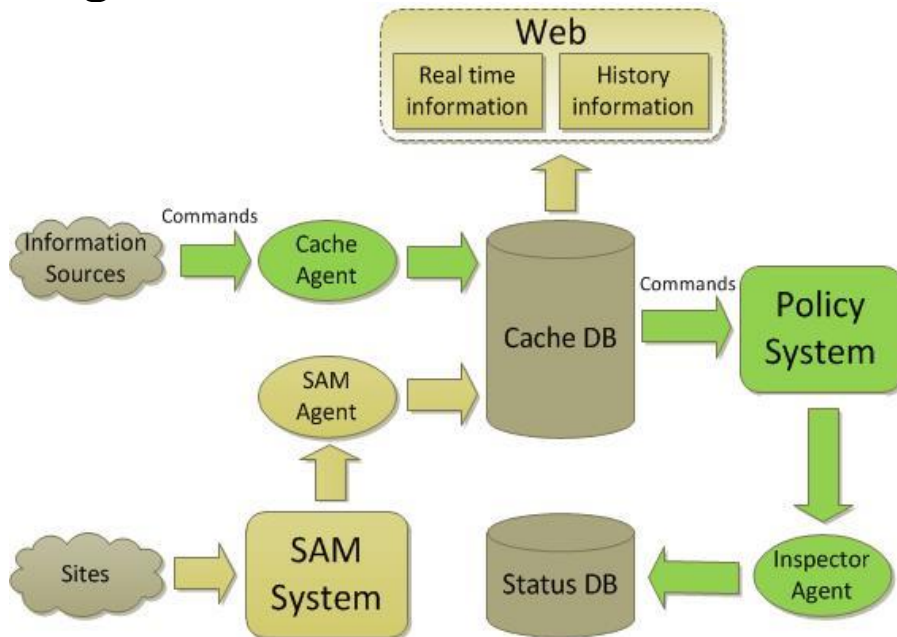 Web
Real time
information
History
information
Commands
Information
Sources
Cache
Agent
Cache DB
Commands
Policy
System
SAM
Agent
Sites
SAM
System
Status DB
Inspector
Agent